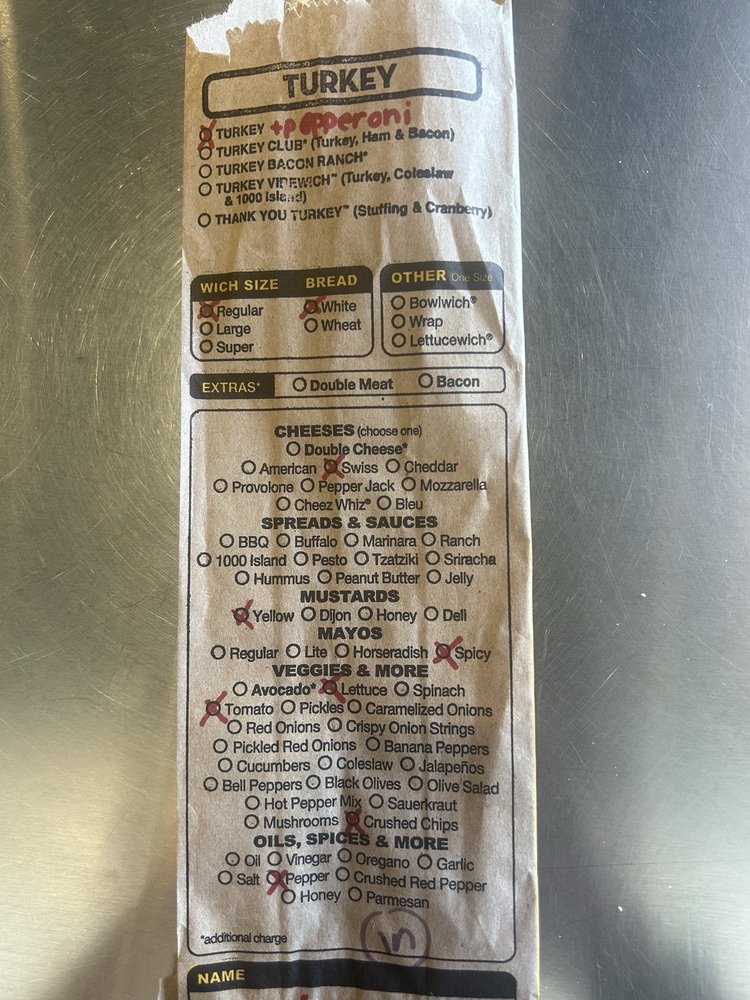 TURKEY
TURKEY +pepperoni
TURKEY CLUB* (Turkey, Ham & Bacon)
TURKEY BACON RANCH*
TURKEY VIPEWICH™ (Turkey, Coleslaw
& 1000 Island)
THANK YOU TURKEY™ (Stuffing & Cranberry)
WICH SIZE BREAD
Regular White
Large Wheat
Super
OTHER One Size
Bowlwich®
Wrap
Lettucewich®
EXTRAS* Double Meat Bacon
CHEESES (choose one)
Double Cheese*
American Swiss Cheddar
Provolone Pepper Jack Mozzarella
Cheez Whiz® Bleu
SPREADS & SAUCES
BBQ Buffalo Marinara Ranch
1000 Island Pesto Tzatziki Sriracha
Hummus Peanut Butter Jelly
MUSTARDS
Yellow Dijon Honey Deli
MAYOS
Regular Lite Horseradish Spicy
VEGGIES & MORE
Avocado* Lettuce Spinach
Tomato Pickles Caramelized Onions
Red Onions Crispy Onion Strings
Pickled Red Onions Banana Peppers
Cucumbers Coleslaw Jalapeños
Bell Peppers Black Olives Olive Salad
Hot Pepper Mix Sauerkraut
Mushrooms Crushed Chips
OILS, SPICES & MORE
Oil Vinegar Oregano Garlic
Salt Pepper Crushed Red Pepper
Honey Parmesan
*additional charge
in
NAME